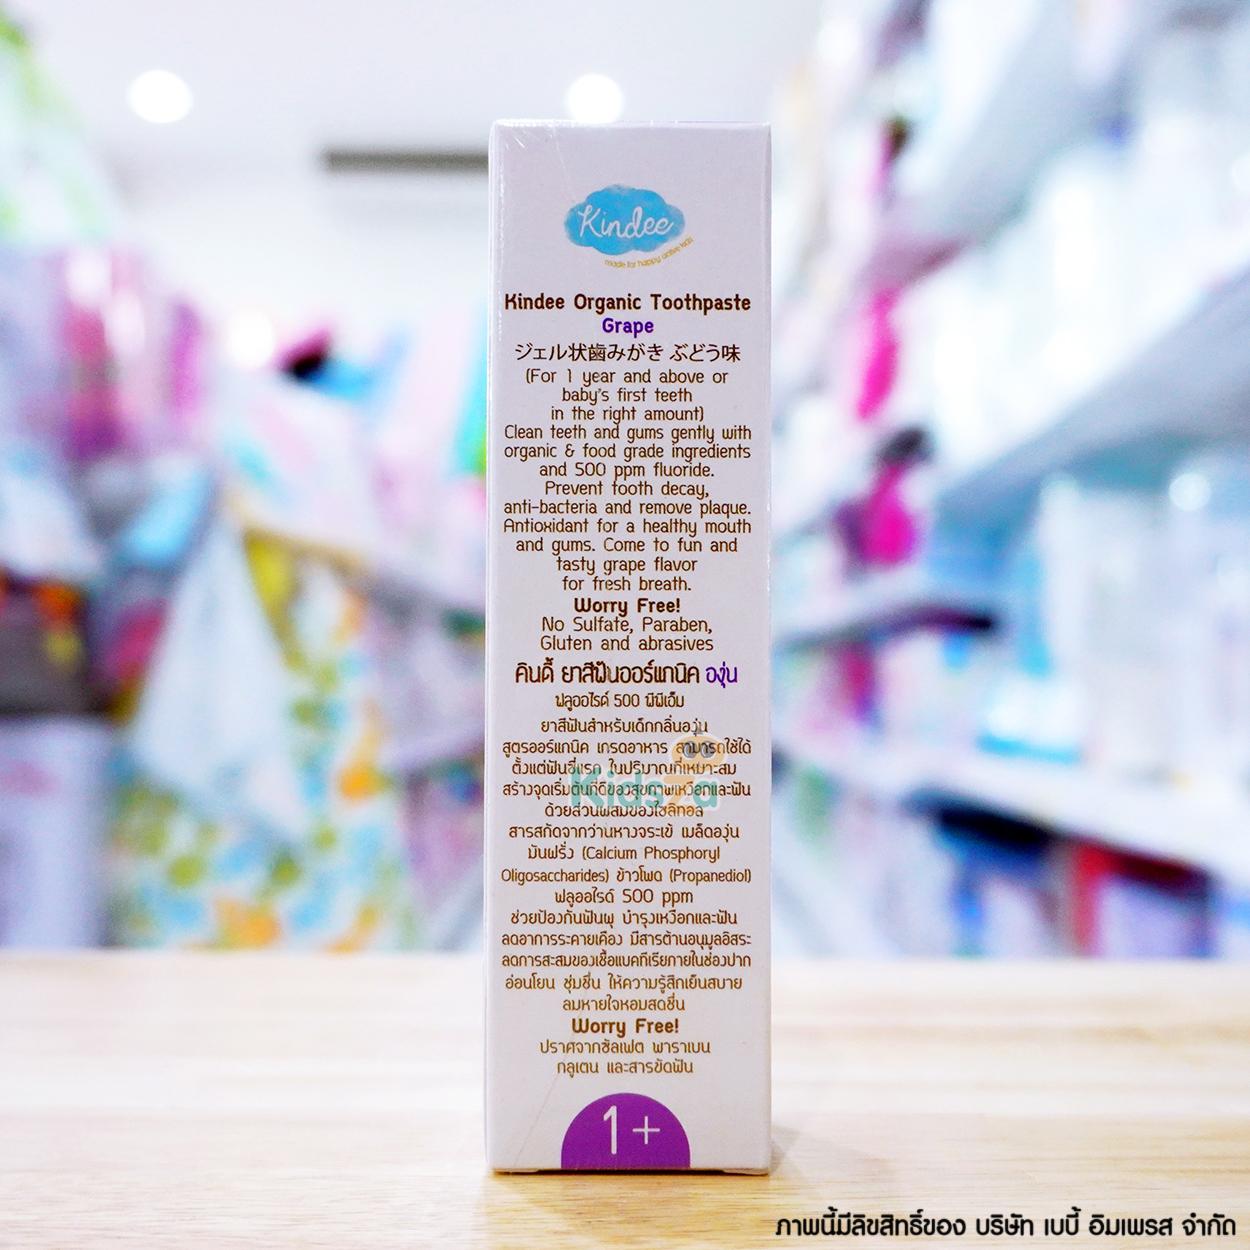 Kindee
made for happy active kids
Kindee Organic Toothpaste
Grape
ジェル状歯みがき ぶどう味
(For 1 year and above or
baby's first teeth
in the right amount)
Clean teeth and gums gently with
organic & food grade ingredients
and 500 ppm fluoride.
Prevent tooth decay,
anti-bacteria and remove plaque.
Antioxidant for a healthy mouth
and gums. Come to fun and
tasty grape flavor
for fresh breath.
Worry Free!
No Sulfate, Paraben,
Gluten and abrasives
คินดี้ ยาสีฟันออร์แกนิค องุ่น
ฟลูออไรด์ 500 พีพีเอ็ม
ยาสีฟันสำหรับเด็กกลิ่นองุ่น
สูตรออร์แกนิค เกรดอาหาร สามารถใช้ได้
ตั้งแต่ฟันซี่แรก ในปริมาณที่เหมาะสม
สร้างจุดเริ่มต้นที่ดีของสุขภาพเหงือกและฟัน
ด้วยส่วนผสมของไซลิทอล
Kidsza
สารสกัดจากว่านหางจระเข้ เมล็ดองุ่น
มันฝรั่ง (Calcium Phosphoryl
Oligosaccharides) ข้าวโพด (Propanediol)
ฟลูออไรด์ 500 ppm
ช่วยป้องกันฟันผุ บำรุงเหงือกและฟัน
ลดอาการระคายเคือง มีสารต้านอนุมูลอิสระ
ลดการสะสมของเชื้อแบคทีเรียภายในช่องปาก
อ่อนโยน ชุ่มชื่น ให้ความรู้สึกเย็นสบาย
ลมหายใจหอมสดชื่น
Worry Free!
ปราศจากซัลเฟต พาราเบน
กลูเตน และสารขัดฟัน
1+
ภาพนี้มีลิขสิทธิ์ของ บริษัท เบบี้ อิมเพรส จำกัด